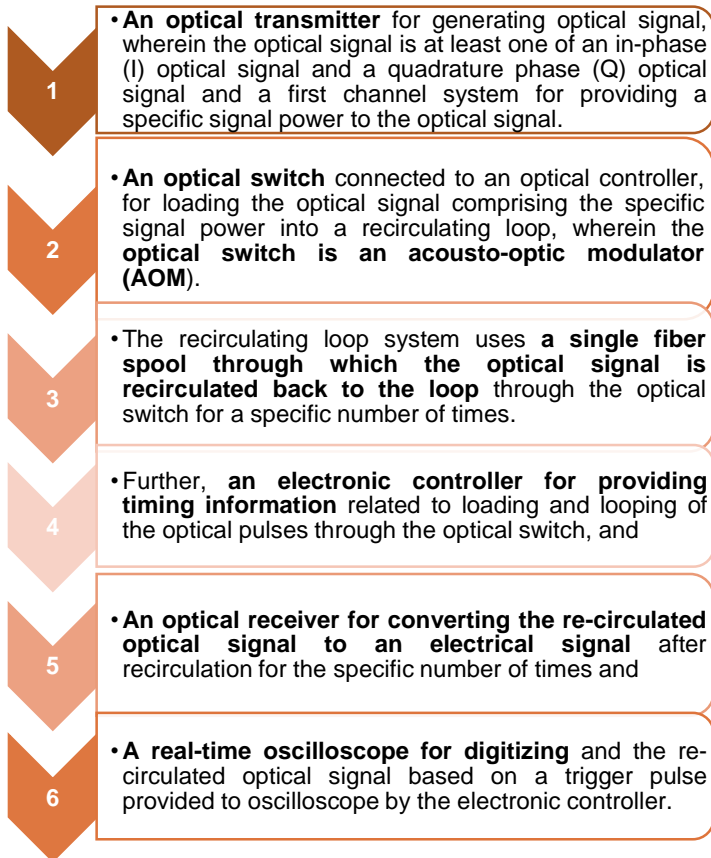 1
•An optical transmitter for generating optical signal,
wherein the optical signal is at least one of an in-phase
(I) optical signal and a quadrature phase (Q) optical
signal and a first channel system for providing a
specific signal power to the optical signal.
2
•An optical switch connected to an optical controller,
for loading the optical signal comprising the specific
signal power into a recirculating loop, wherein the
optical switch is an acousto-optic modulator
(AOM).
3
•The recirculating loop system uses a single fiber
spool through which the optical signal is
recirculated back to the loop through the optical
switch for a specific number of times.
4
•Further, an electronic controller for providing
timing information related to loading and looping of
the optical pulses through the optical switch, and
5
•An optical receiver for converting the re-circulated
optical signal to an electrical signal after
recirculation for the specific number of times and
6
•A real-time oscilloscope for digitizing and the re-
circulated optical signal based on a trigger pulse
provided to oscilloscope by the electronic controller.